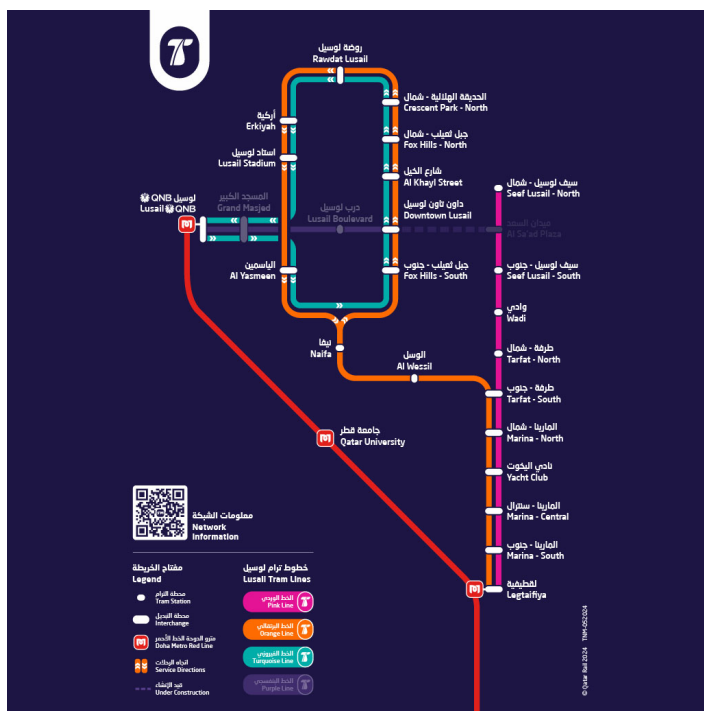 روضة لوسيل
Rawdat Lusail
الحديقة الهلالية - شمال
Crescent Park - North
أركية
Erkiyah
جبل ثعيلب - شمال
Fox Hills - North
استاد لوسيل
Lusail Stadium
شارع الخيل
Al Khayl Street
سيف لوسيل - شمال
Seef Lusail - North
لوسيل QNB
Lusail QNB
المسجد الكبير
Grand Masjed
درب لوسيل
Lusail Boulevard
داون تاون لوسيل
Downtown Lusail
ميدان السعد
Al Sa'ad Plaza
الياسمين
Al Yasmeen
جبل ثعيلب - جنوب
Fox Hills - South
سيف لوسيل - جنوب
Seef Lusail - South
وادي
Wadi
نيفا
Naifa
الوسل
Al Wessil
طرفة - شمال
Tarfat - North
طرفة - جنوب
Tarfat - South
جامعة قطر
Qatar University
المارينا - شمال
Marina - North
نادي اليخوت
Yacht Club
المارينا - سنترال
Marina - Central
المارينا - جنوب
Marina - South
لقطيفية
Legtaifiya
معلومات الشبكة
Network
Information
مفتاح الخريطة
Legend
محطة الترام
Tram Station
محطة التبديل
Interchange
مترو الدوحة الخط الأحمر
Doha Metro Red Line
اتجاه الرحلات
Service Directions
قيد الإنشاء
Under Construction
خطوط ترام لوسيل
Lusail Tram Lines
الخط الوردي
Pink Line
الخط البرتقالي
Orange Line
الخط الفيروزي
Turquoise Line
الخط البنفسجي
Purple Line
© Qatar Rail 2024 TNM-052024